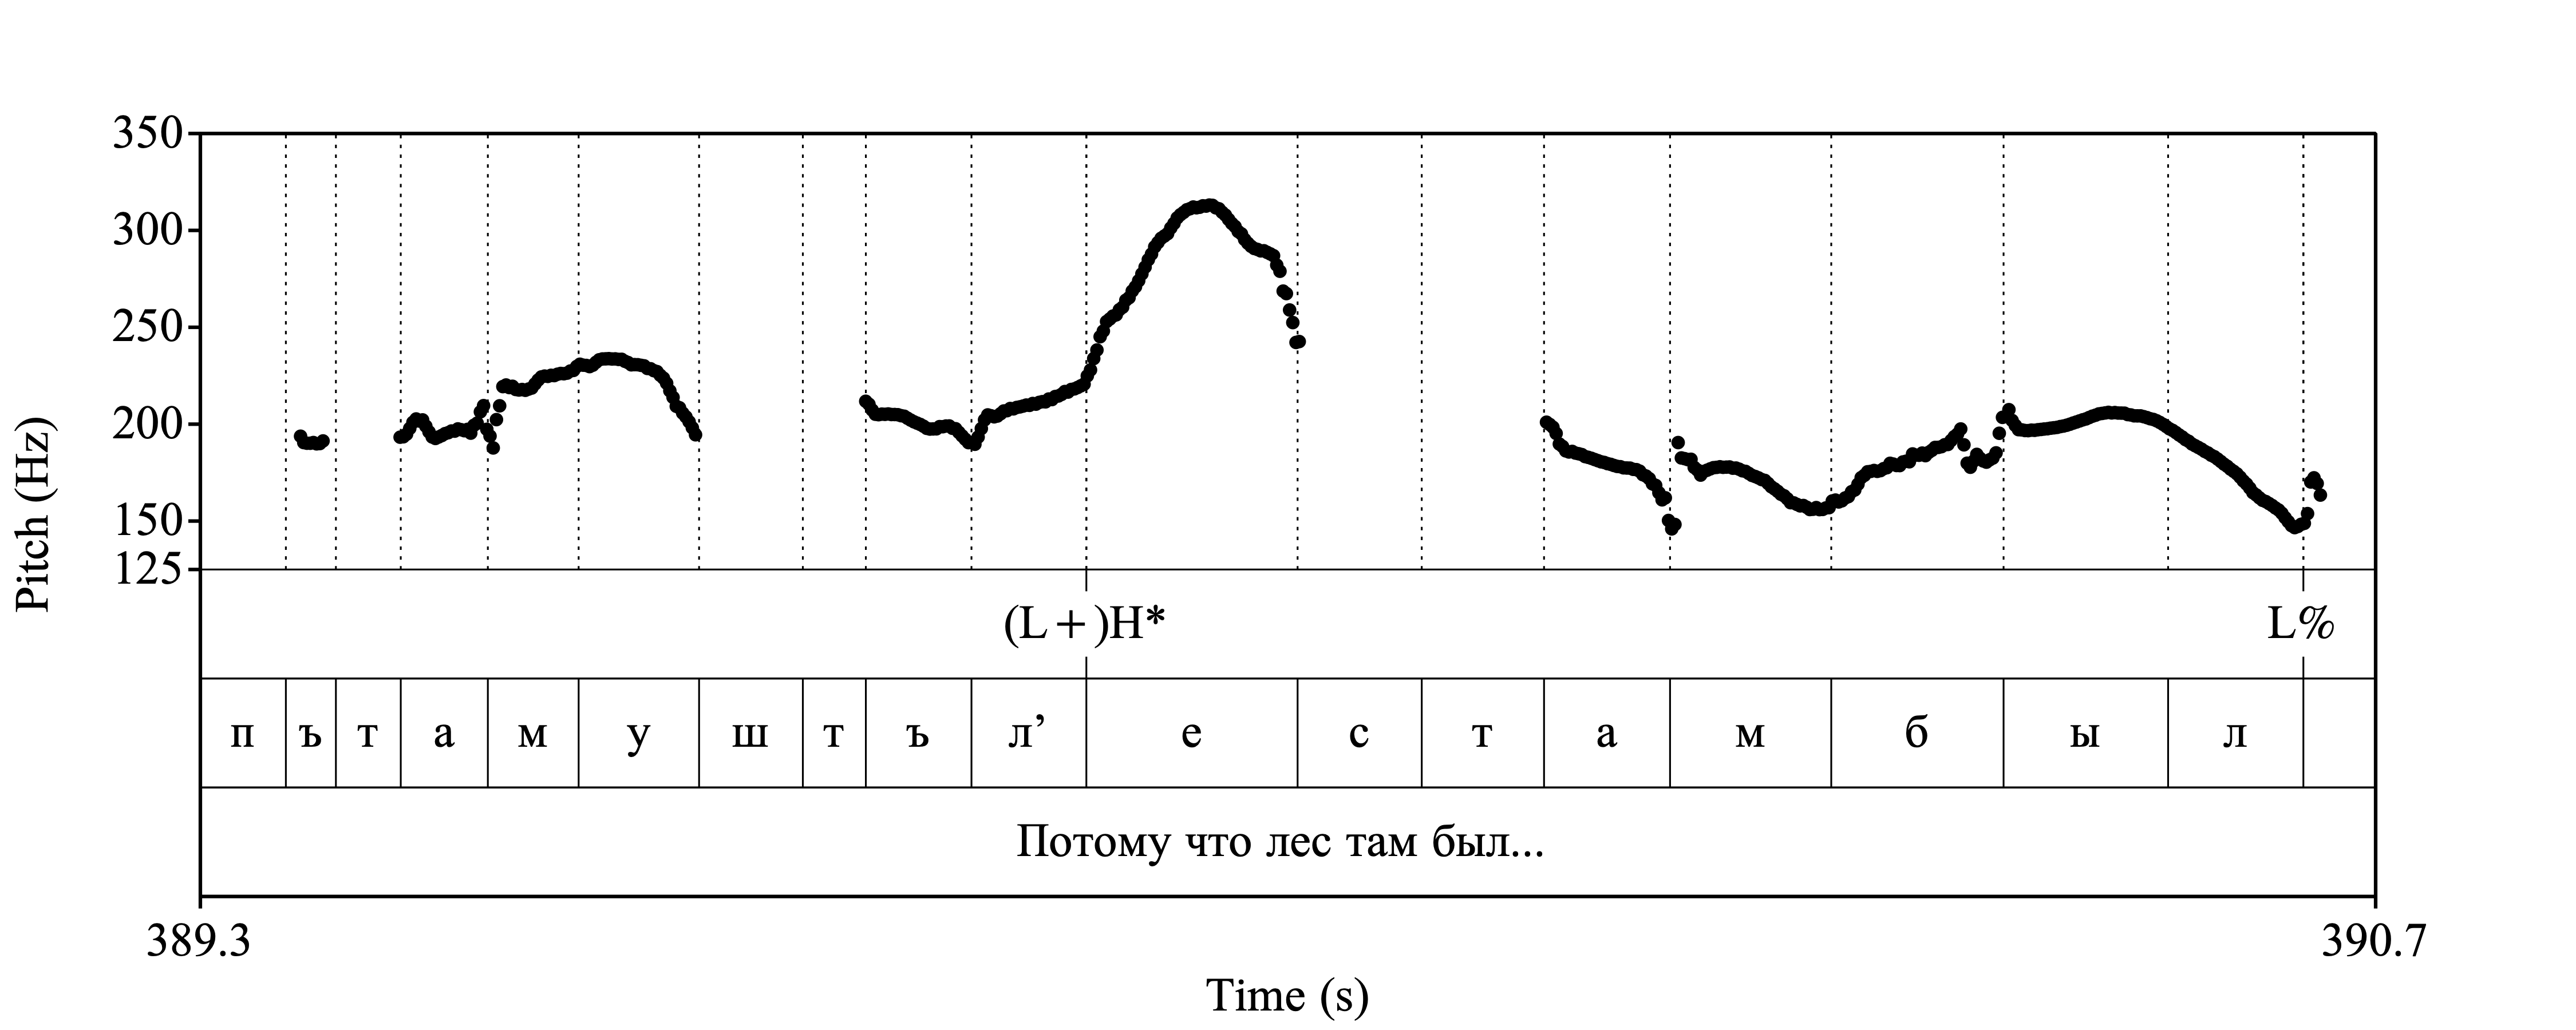 350
300
250
200
150
125
Pitch (Hz)
(L+)H* L%
п ъ т а м у ш т ъ л’ е с т а м б ы л
Потому что лес там был...
389.3 390.7
Time (s)